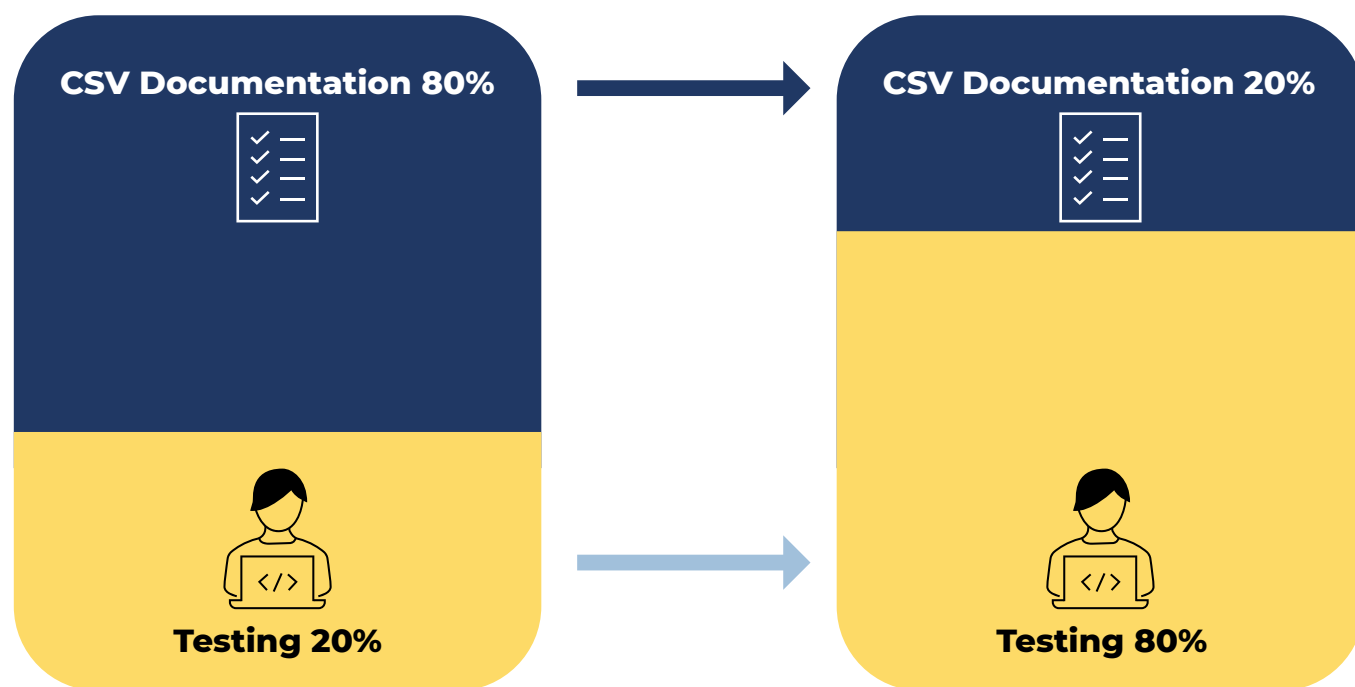 CSV Documentation 80%
CSV Documentation 20%
</>
</>
Testing 20%
Testing 80%